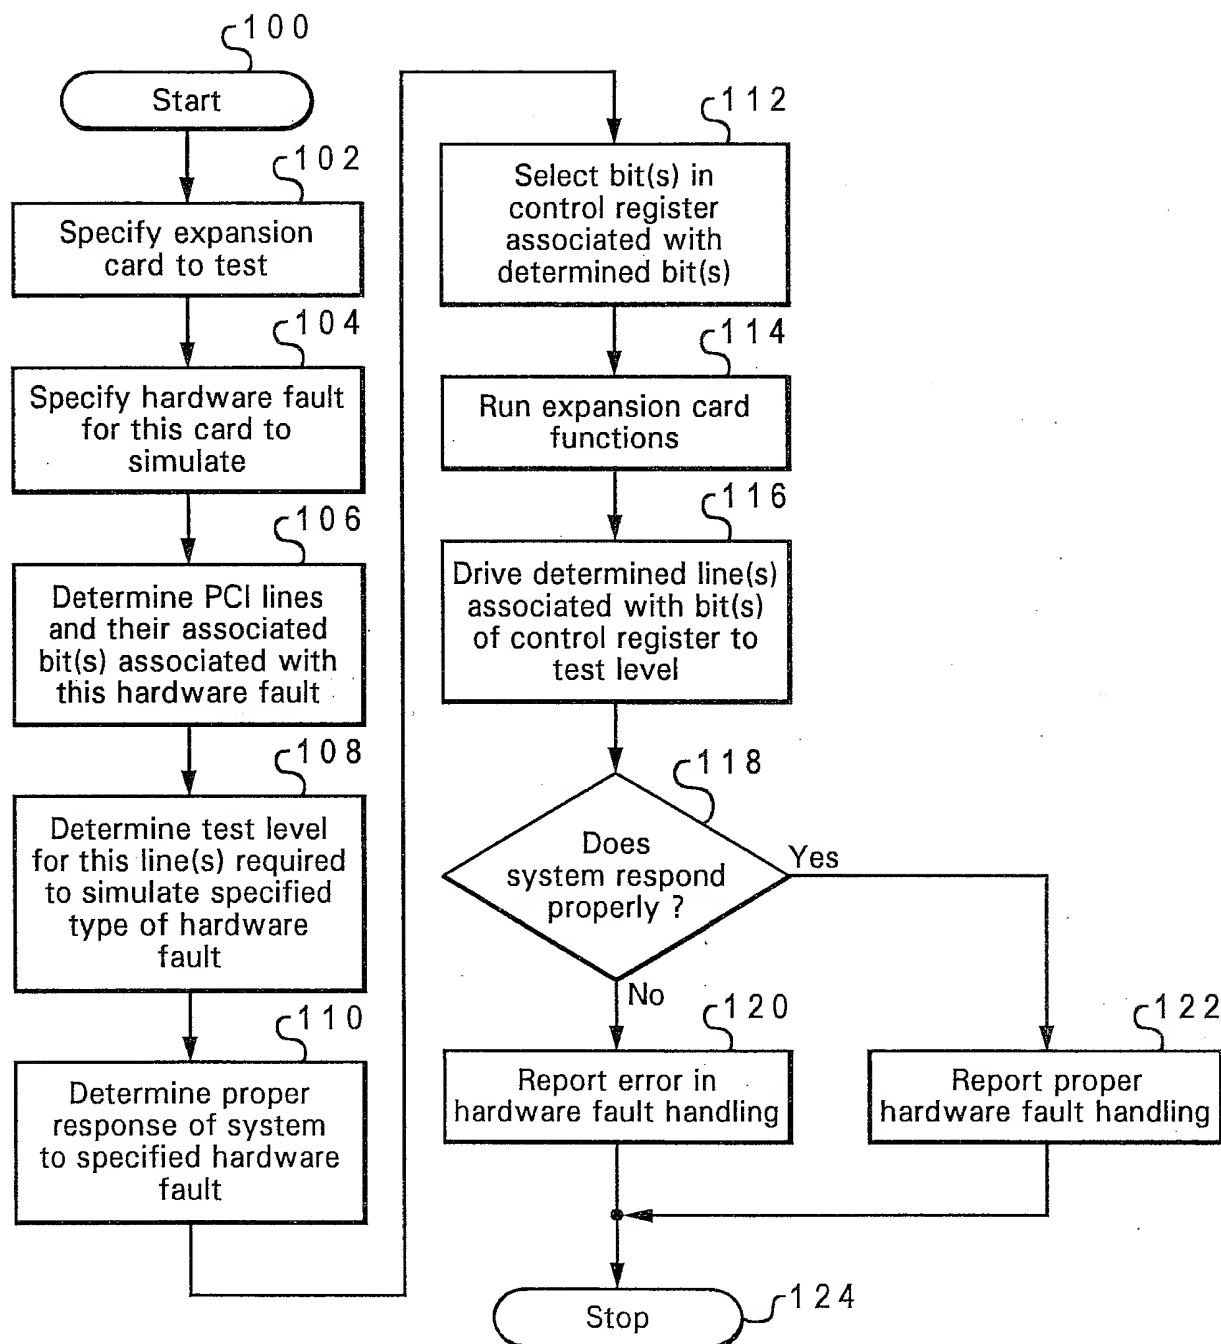 100
Start
102
Specify expansion
card to test
104
Specify hardware fault
for this card to
simulate
106
Determine PCI lines
and their associated
bit(s) associated with
this hardware fault
108
Determine test level
for this line(s) required
to simulate specified
type of hardware
fault
110
Determine proper
response of system
to specified hardware
fault
112
Select bit(s) in
control register
associated with
determined bit(s)
114
Run expansion card
functions
116
Drive determined line(s)
associated with bit(s)
of control register to
test level
118
Does
system respond
properly ?
Yes
No
120
Report error in
hardware fault handling
122
Report proper
hardware fault handling
Stop
124